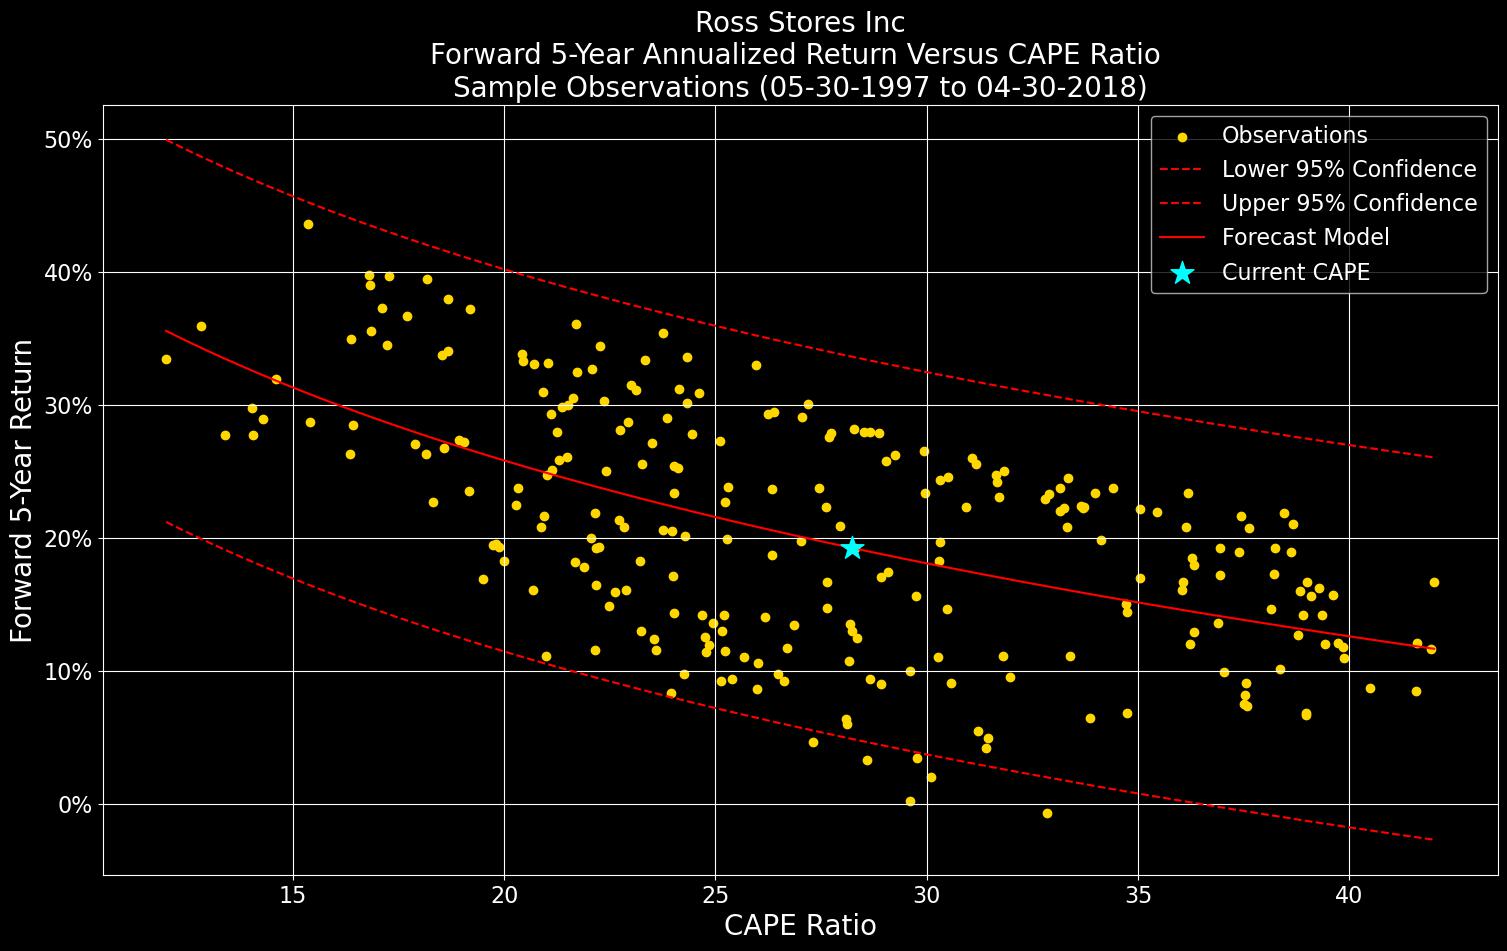 Ross Stores Inc
Forward 5-Year Annualized Return Versus CAPE Ratio
Sample Observations (05-30-1997 to 04-30-2018)
Observations
Lower 95% Confidence
Upper 95% Confidence
Forecast Model
Current CAPE
Forward 5-Year Return
50%
40%
30%
20%
10%
0%
15 20 25 30 35 40
CAPE Ratio